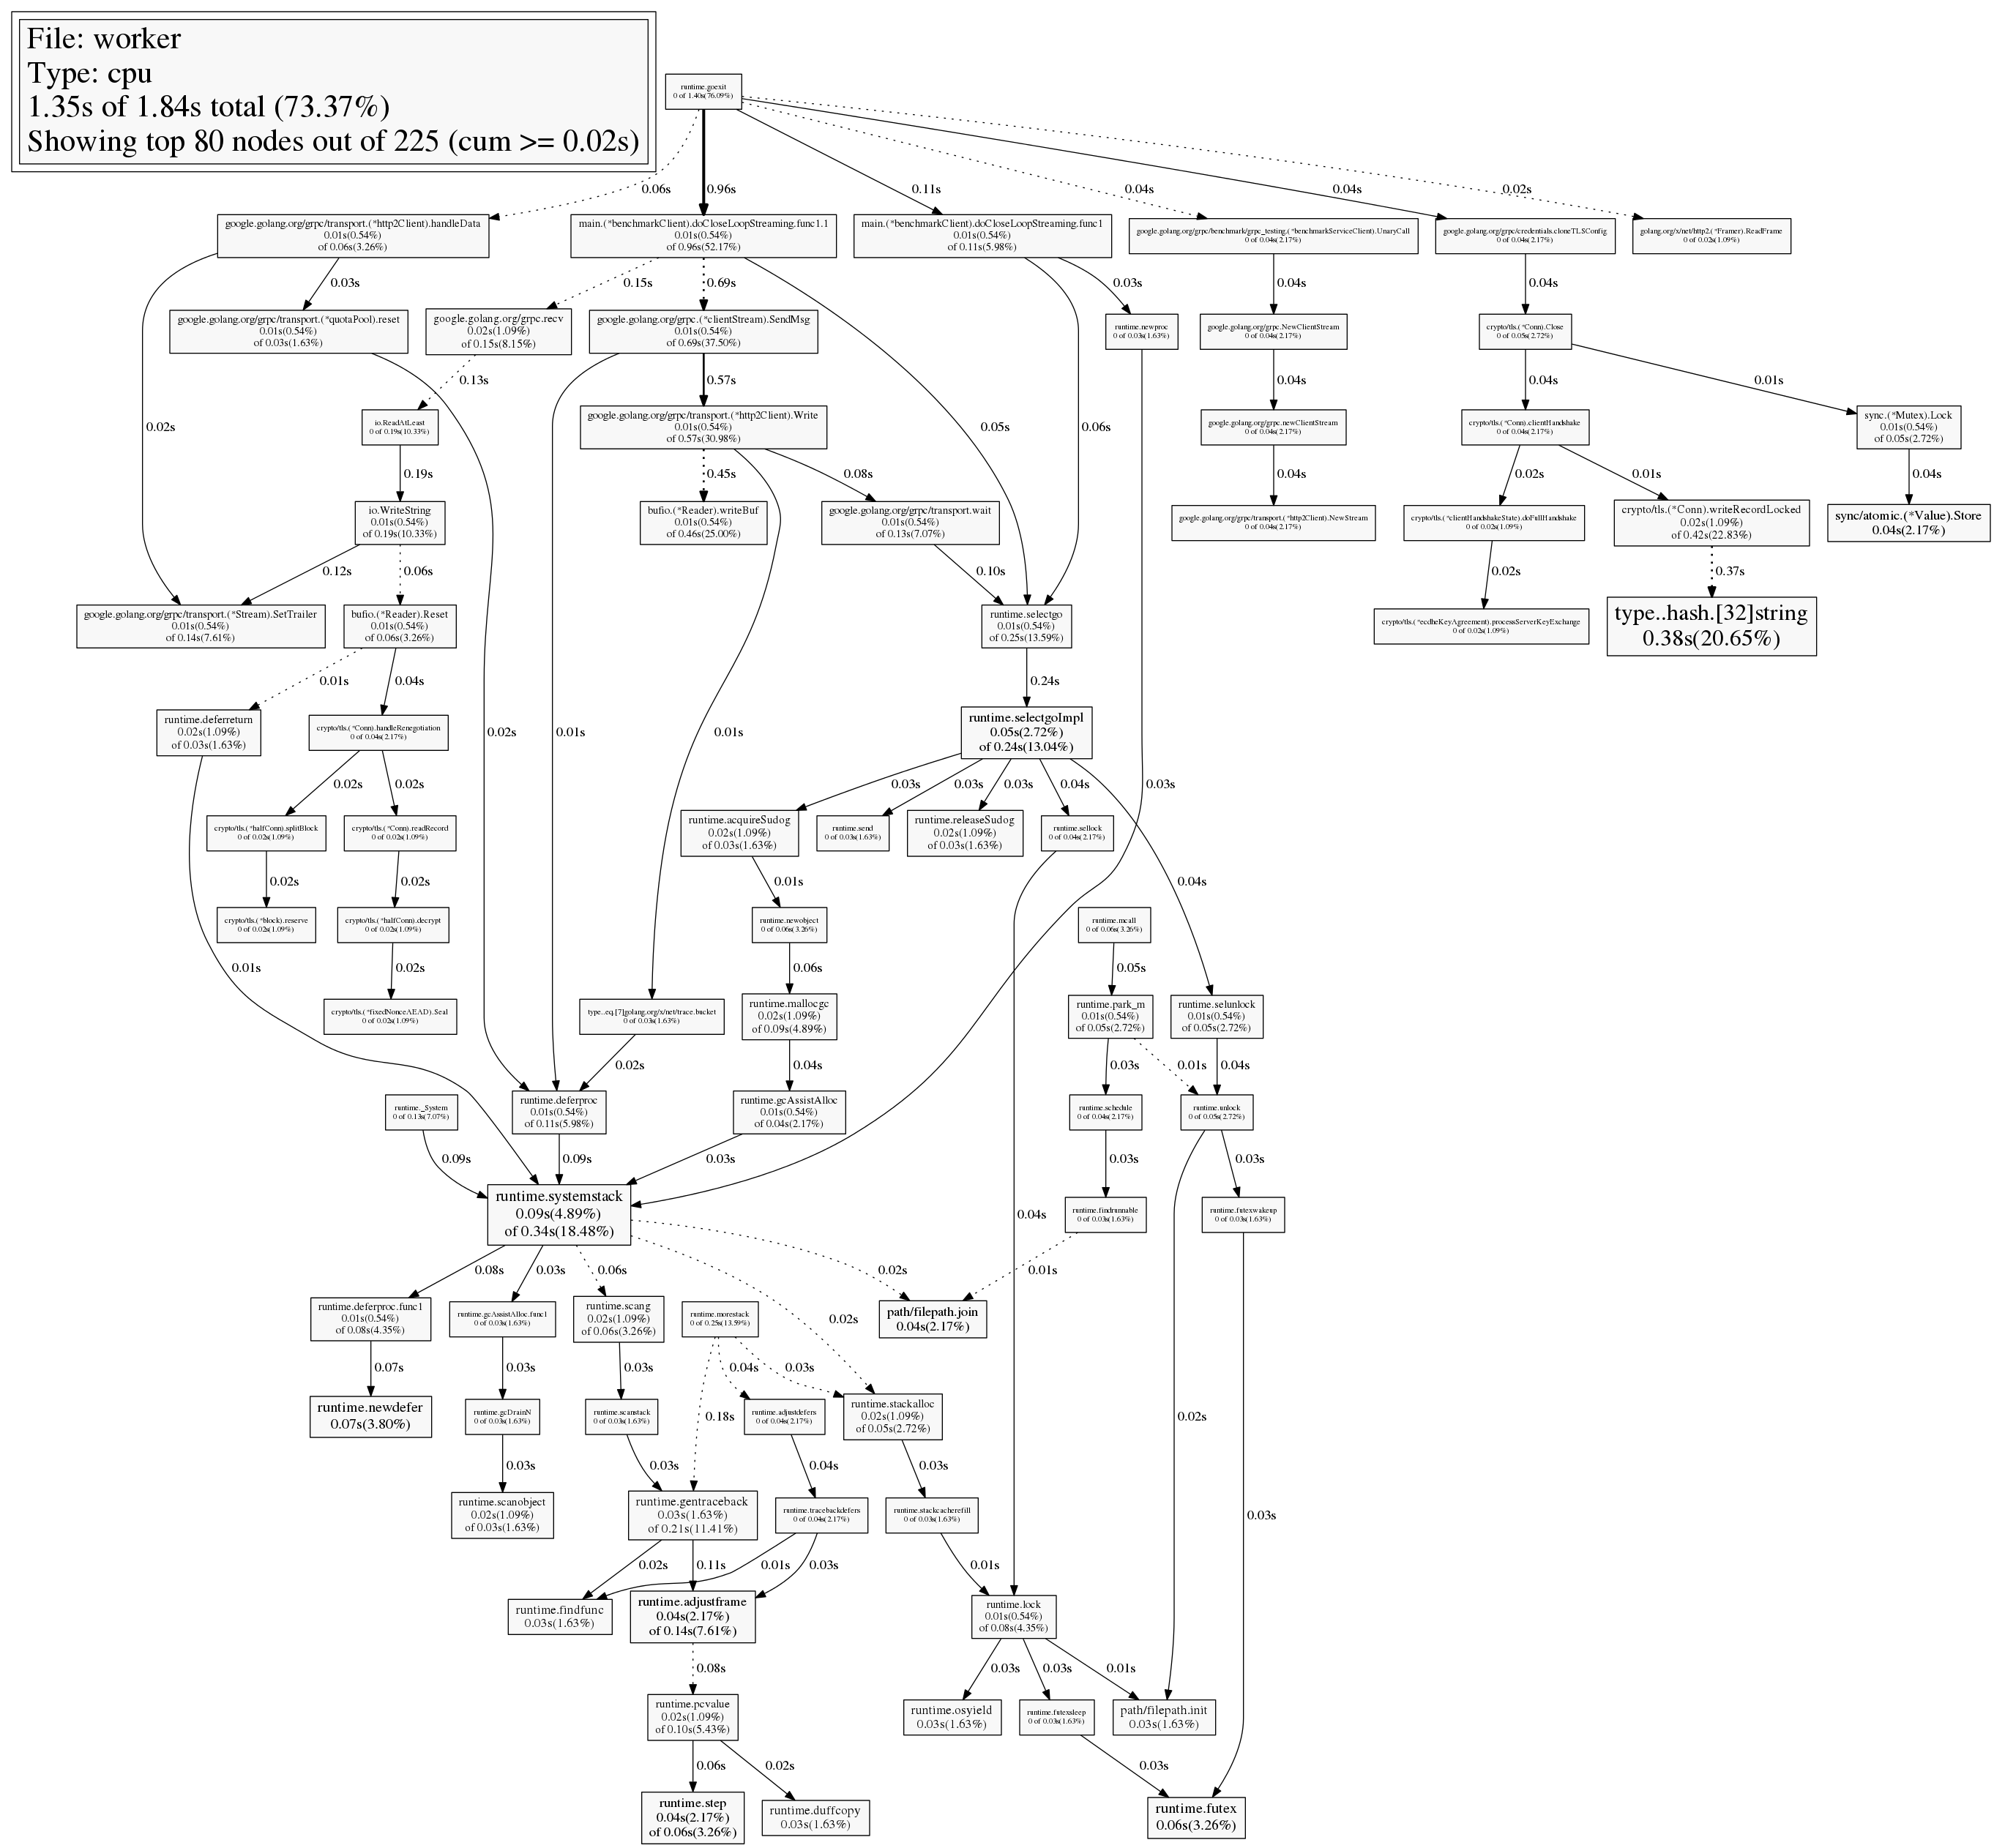 File: worker
Type: cpu
1.35s of 1.84s total (73.37%)
Showing top 80 nodes out of 225 (cum >= 0.02s)
runtime.goexit
0 of 1.40s(76.09%)
0.06s
0.96s
0.11s
0.04s
0.04s
0.02s
google.golang.org/grpc/transport.(*http2Client).handleData
0.01s(0.54%)
of 0.06s(3.26%)
main.(*benchmarkClient).doCloseLoopStreaming.func1.1
0.01s(0.54%)
of 0.96s(52.17%)
main.(*benchmarkClient).doCloseLoopStreaming.func1
0.01s(0.54%)
of 0.11s(5.98%)
google.golang.org/grpc/benchmark/grpc_testing.(*benchmarkServiceClient).UnaryCall
0 of 0.04s(2.17%)
google.golang.org/grpc/credentials.cloneTLSConfig
0 of 0.04s(2.17%)
golang.org/x/net/http2.(*Framer).ReadFrame
0 of 0.02s(1.09%)
0.03s
0.15s
0.69s
0.03s
0.04s
0.04s
google.golang.org/grpc/transport.(*quotaPool).reset
0.01s(0.54%)
of 0.03s(1.63%)
google.golang.org/grpc.recv
0.02s(1.09%)
of 0.15s(8.15%)
google.golang.org/grpc.(*clientStream).SendMsg
0.01s(0.54%)
of 0.69s(37.50%)
runtime.newproc
0 of 0.03s(1.63%)
google.golang.org/grpc.NewClientStream
0 of 0.04s(2.17%)
crypto/tls.(*Conn).Close
0 of 0.05s(2.72%)
0.13s
0.57s
0.04s
0.04s
0.01s
0.02s
io.ReadAtLeast
0 of 0.19s(10.33%)
google.golang.org/grpc/transport.(*http2Client).Write
0.01s(0.54%)
of 0.57s(30.98%)
0.05s
0.06s
google.golang.org/grpc.newClientStream
0 of 0.04s(2.17%)
crypto/tls.(*Conn).clientHandshake
0 of 0.04s(2.17%)
sync.(*Mutex).Lock
0.01s(0.54%)
of 0.05s(2.72%)
0.19s
0.45s
0.08s
0.04s
0.02s
0.01s
0.04s
io.WriteString
0.01s(0.54%)
of 0.19s(10.33%)
bufio.(*Reader).writeBuf
0.01s(0.54%)
of 0.46s(25.00%)
google.golang.org/grpc/transport.wait
0.01s(0.54%)
of 0.13s(7.07%)
google.golang.org/grpc/transport.(*http2Client).NewStream
0 of 0.04s(2.17%)
crypto/tls.(*clientHandshakeState).doFullHandshake
0 of 0.02s(1.09%)
crypto/tls.(*Conn).writeRecordLocked
0.02s(1.09%)
of 0.42s(22.83%)
sync/atomic.(*Value).Store
0.04s(2.17%)
0.12s
0.06s
0.10s
0.02s
0.37s
google.golang.org/grpc/transport.(*Stream).SetTrailer
0.01s(0.54%)
of 0.14s(7.61%)
bufio.(*Reader).Reset
0.01s(0.54%)
of 0.06s(3.26%)
runtime.selectgo
0.01s(0.54%)
of 0.25s(13.59%)
crypto/tls.(*ecdheKeyAgreement).processServerKeyExchange
0 of 0.02s(1.09%)
type..hash.[32]string
0.38s(20.65%)
0.01s
0.04s
0.24s
runtime.deferreturn
0.02s(1.09%)
of 0.03s(1.63%)
crypto/tls.(*Conn).handleRenegotiation
0 of 0.04s(2.17%)
0.02s
0.01s
0.01s
runtime.selectgoImpl
0.05s(2.72%)
of 0.24s(13.04%)
0.02s
0.02s
0.03s
0.03s
0.03s
0.04s
0.03s
crypto/tls.(*halfConn).splitBlock
0 of 0.02s(1.09%)
crypto/tls.(*Conn).readRecord
0 of 0.02s(1.09%)
runtime.acquireSudog
0.02s(1.09%)
of 0.03s(1.63%)
runtime.send
0 of 0.03s(1.63%)
runtime.releaseSudog
0.02s(1.09%)
of 0.03s(1.63%)
runtime.sellock
0 of 0.04s(2.17%)
0.02s
0.02s
0.01s
0.04s
crypto/tls.(*block).reserve
0 of 0.02s(1.09%)
crypto/tls.(*halfConn).decrypt
0 of 0.02s(1.09%)
runtime.newobject
0 of 0.06s(3.26%)
runtime.mcall
0 of 0.06s(3.26%)
0.01s
0.02s
0.06s
0.05s
crypto/tls.(*fixedNonceAEAD).Seal
0 of 0.02s(1.09%)
type..eq.[7]golang.org/x/net/trace.bucket
0 of 0.03s(1.63%)
runtime.mallocgc
0.02s(1.09%)
of 0.09s(4.89%)
runtime.park_m
0.01s(0.54%)
of 0.05s(2.72%)
runtime.selunlock
0.01s(0.54%)
of 0.05s(2.72%)
0.02s
0.04s
0.03s
0.01s
0.04s
runtime._System
0 of 0.13s(7.07%)
runtime.deferproc
0.01s(0.54%)
of 0.11s(5.98%)
runtime.gcAssistAlloc
0.01s(0.54%)
of 0.04s(2.17%)
runtime.schedule
0 of 0.04s(2.17%)
runtime.unlock
0 of 0.05s(2.72%)
0.09s
0.09s
0.03s
0.03s
0.03s
runtime.systemstack
0.09s(4.89%)
of 0.34s(18.48%)
0.04s
runtime.findrunnable
0 of 0.03s(1.63%)
runtime.futexwakeup
0 of 0.03s(1.63%)
0.08s
0.03s
0.06s
0.02s
0.01s
runtime.deferproc.func1
0.01s(0.54%)
of 0.08s(4.35%)
runtime.gcAssistAlloc.func1
0 of 0.03s(1.63%)
runtime.scang
0.02s(1.09%)
of 0.06s(3.26%)
runtime.morestack
0 of 0.25s(13.59%)
0.02s
path/filepath.join
0.04s(2.17%)
0.07s
0.03s
0.03s
0.04s
0.03s
runtime.newdefer
0.07s(3.80%)
runtime.gcDrainN
0 of 0.03s(1.63%)
runtime.scanstack
0 of 0.03s(1.63%)
0.18s
runtime.adjustdefers
0 of 0.04s(2.17%)
runtime.stackalloc
0.02s(1.09%)
of 0.05s(2.72%)
0.02s
0.03s
0.03s
0.04s
0.03s
runtime.scanobject
0.02s(1.09%)
of 0.03s(1.63%)
runtime.gentraceback
0.03s(1.63%)
of 0.21s(11.41%)
runtime.tracebackdefers
0 of 0.04s(2.17%)
runtime.stackcacherefill
0 of 0.03s(1.63%)
0.03s
0.02s
0.11s
0.01s
0.03s
0.01s
runtime.findfunc
0.03s(1.63%)
runtime.adjustframe
0.04s(2.17%)
of 0.14s(7.61%)
runtime.lock
0.01s(0.54%)
of 0.08s(4.35%)
0.08s
0.03s
0.03s
0.01s
runtime.pcvalue
0.02s(1.09%)
of 0.10s(5.43%)
runtime.osyield
0.03s(1.63%)
runtime.futexsleep
0 of 0.03s(1.63%)
path/filepath.init
0.03s(1.63%)
0.06s
0.02s
0.03s
runtime.step
0.04s(2.17%)
of 0.06s(3.26%)
runtime.duffcopy
0.03s(1.63%)
runtime.futex
0.06s(3.26%)